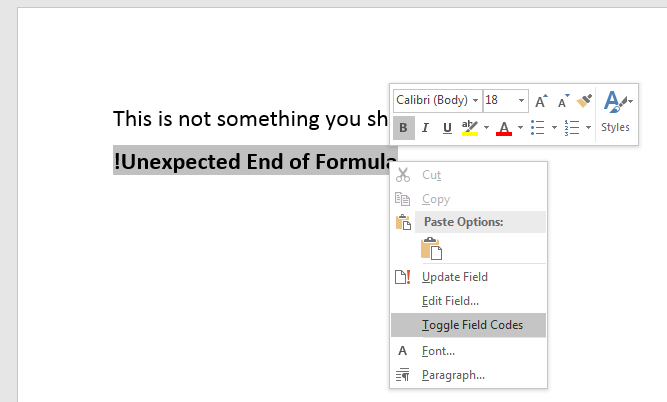 This is not something you sh
!Unexpected End of Formula
Calibri (Body) 18 A A A
B I U ab A Styles
Cut
Copy
Paste Options:
Update Field
Edit Field...
Toggle Field Codes
A Font...
Paragraph...